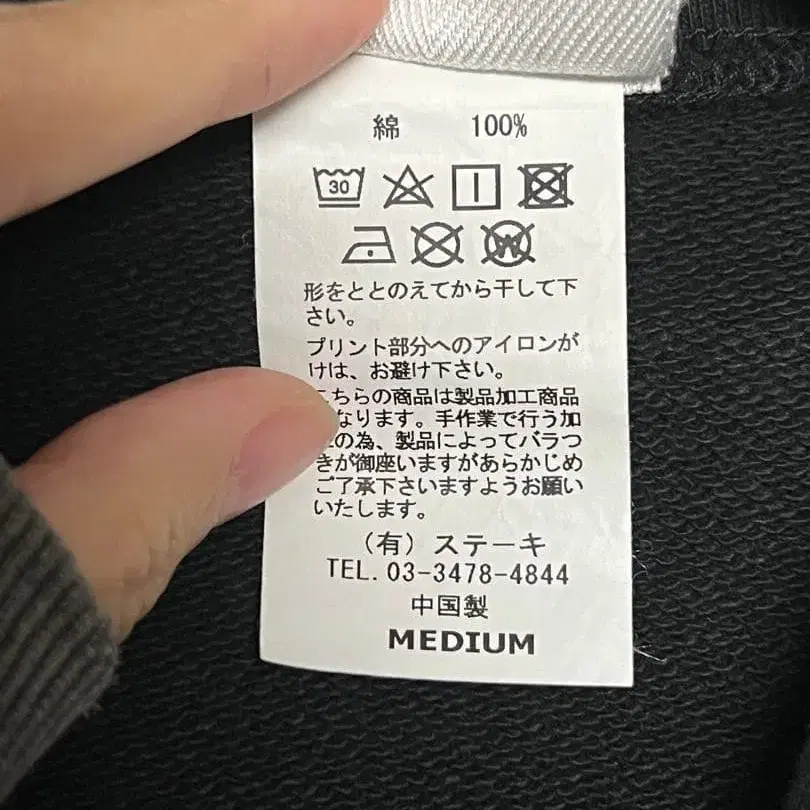 綿 100%
30
形をととのえてから干して下
さい。
プリント部分へのアイロンが
けは、お避け下さい。
こちらの商品は製品加工商品
なります。手作業で行う加
の為、製品によってバラつ
きが御座いますがあらかじめ
ご了承下さいますようお願い
いたします。
（有）ステーキ
TEL. 03-3478-4844
中国製
MEDIUM